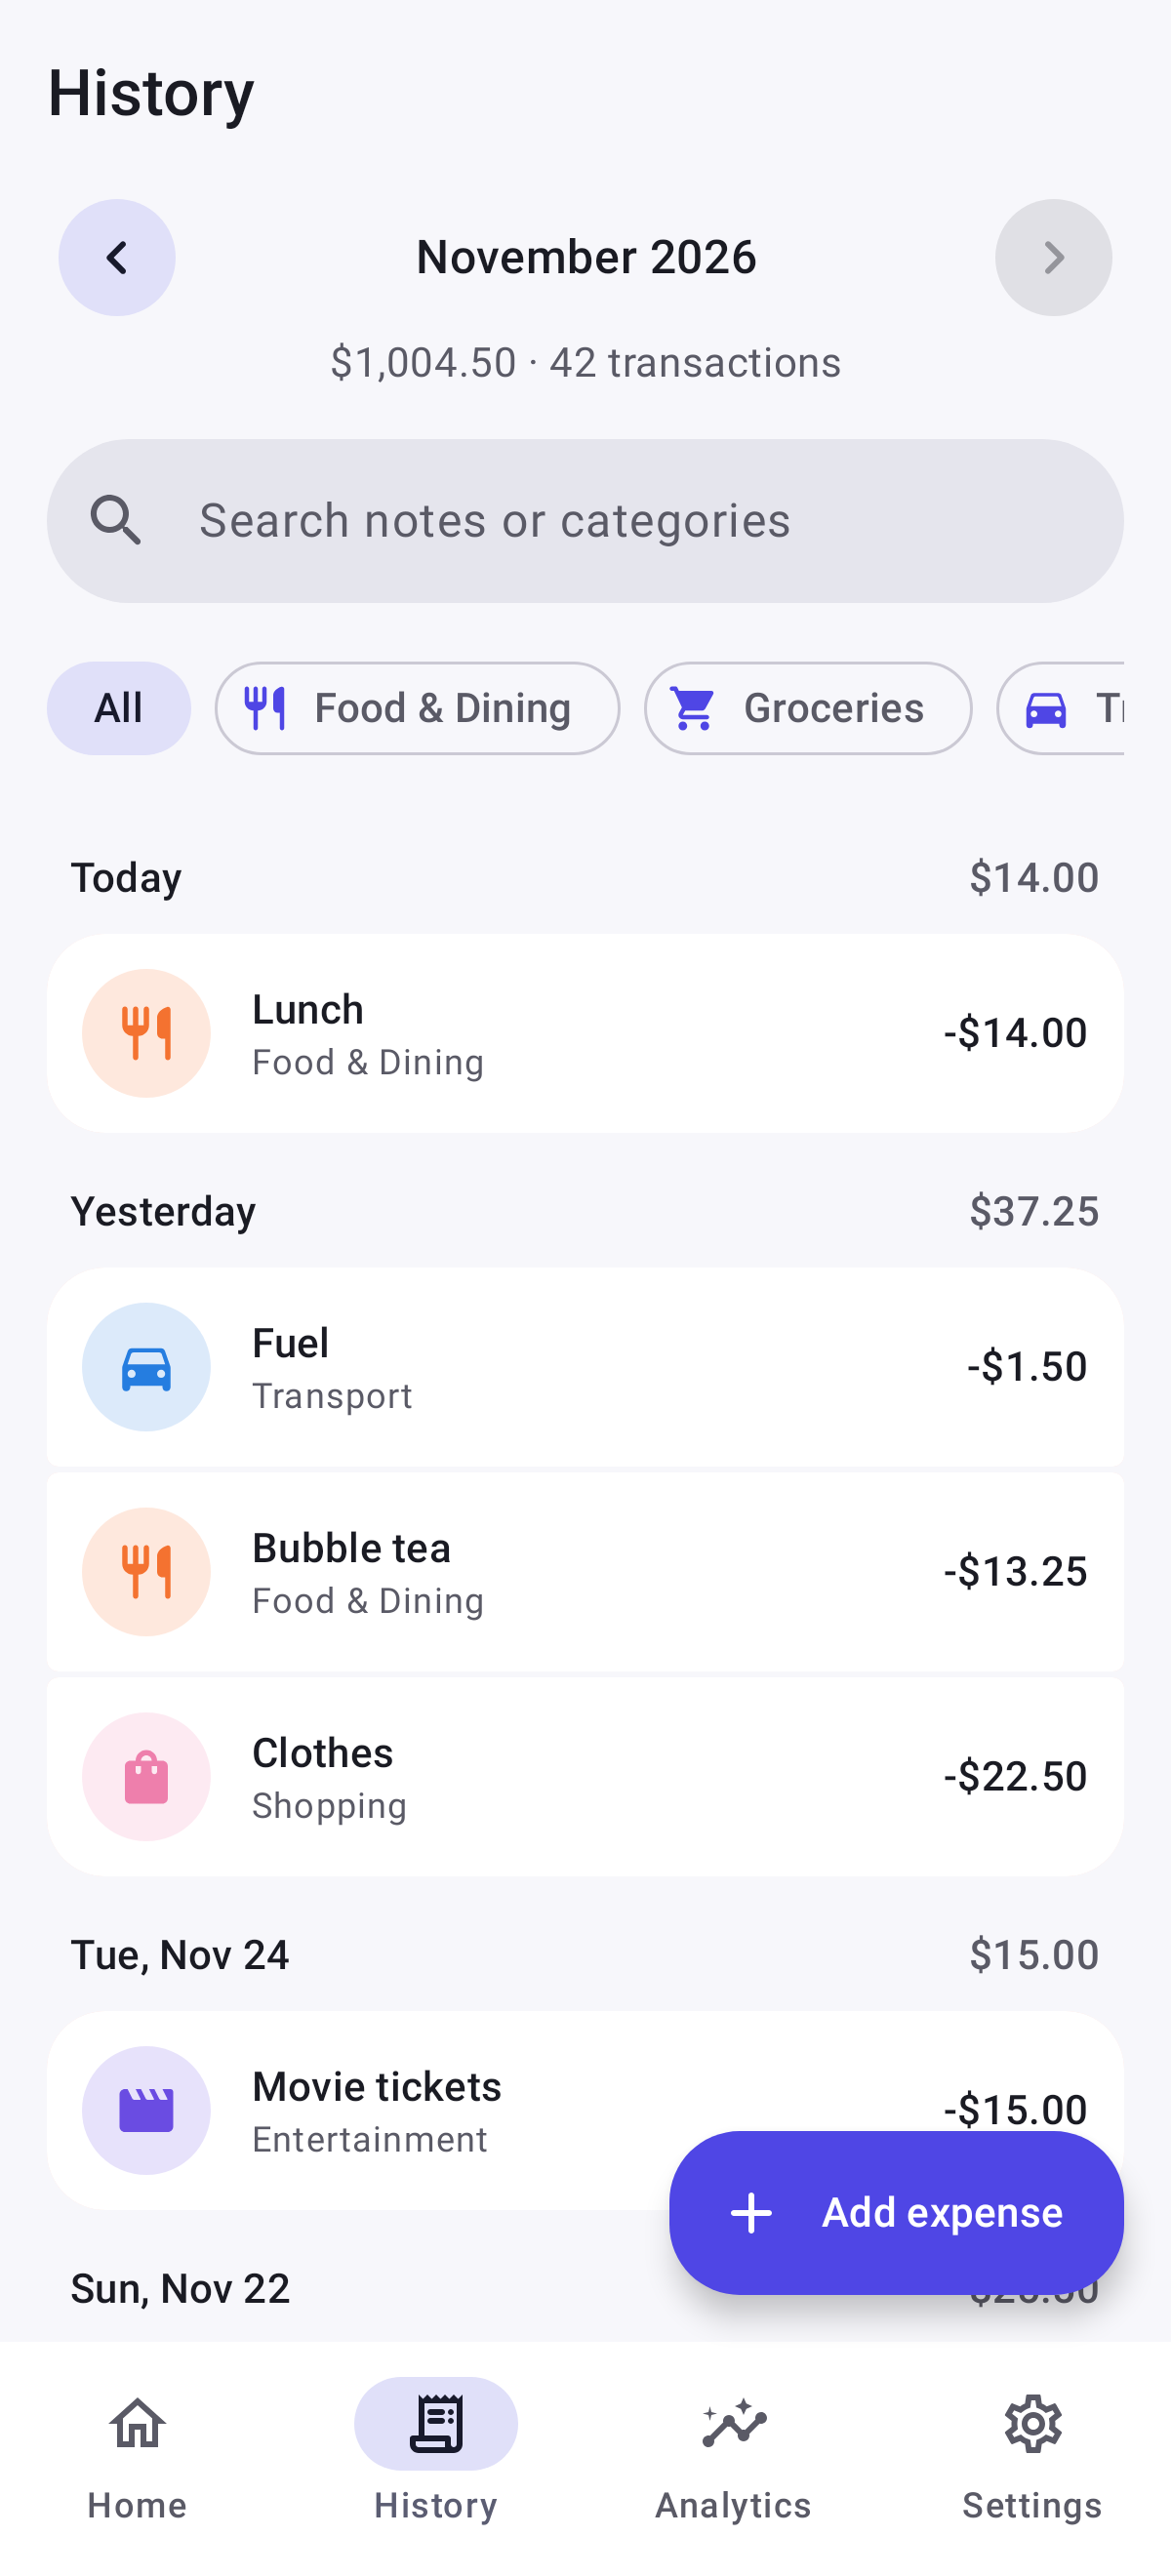 History
November 2026
$1,004.50 · 42 transactions
Search notes or categories
All
Food & Dining
Groceries
Today
$14.00
Lunch
Food & Dining
-$14.00
Yesterday
$37.25
Fuel
Transport
-$1.50
Bubble tea
Food & Dining
-$13.25
Clothes
Shopping
-$22.50
Tue, Nov 24
$15.00
Movie tickets
Entertainment
-$15.00
Add expense
Sun, Nov 22
Home
History
Analytics
Settings